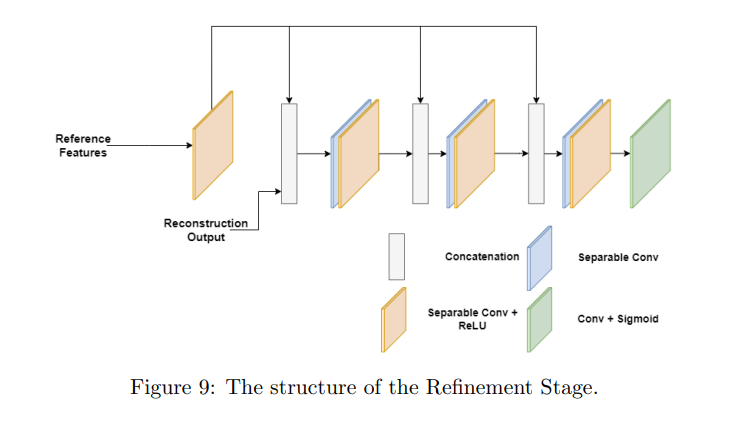 Reference
Features
Reconstruction
Output
Concatenation
Separable Conv
Separable Conv +
ReLU
Conv + Sigmoid
Figure 9: The structure of the Refinement Stage.